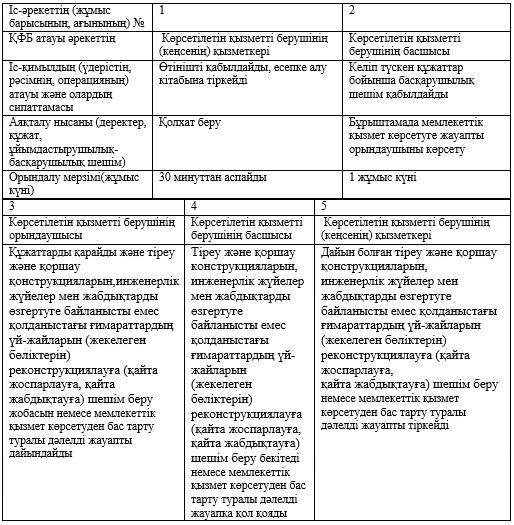 Іс-әрекеттің (жұмыс
барысының, ағынының) №
1
2
ҚФБ атауы әрекеттің
Көрсетілетін қызметті берушінің
(кеңсенің) қызметкері
Көрсетілетін қызметті
берушінің басшысы
Іс-қимылдың (үдерістің,
рәсімнің, операцияның)
атауы және олардың
сипаттамасы
Өтінішті қабылдайды, есепке алу
кітабына тіркейді
Келіп түскен құжаттар
бойынша басқарушылық
шешім қабылдайды
Аяқталу нысаны (деректер,
құжат,
ұйымдастырушылық-
басқарушылық шешім)
Қолхат беру
Бұрыштамада мемлекеттік
қызмет көрсетуге жауапты
орындаушыны көрсету
Орындалу мерзімі(жұмыс
күні)
30 минуттан аспайды
1 жұмыс күні
3
4
5
Көрсетілетін қызметті берушінің
орындаушысы
Көрсетілетін қызметті
берушінің басшысы
Көрсетілетін қызметті берушінің
(кеңсенің) қызметкері
Құжаттарды қарайды және тіреу
және қоршау
қонструкцияларын,инженерлік
жүйелер мен жабдықтарды
өзгертуге байланысты емес
қолданыстағы ғимараттардың
үй-жайларын (жекелеген
бөліктерін)
реконструкциялауға (қайта
жоспарлауға, қайта
жабдықтауға) шешім беру
жобасын немесе мемлекеттік
қызмет көрсетуден бас тарту
туралы дәлелді жауапты
дайындайды
Тіреу және қоршау
конструкцияларын,
инженерлік жүйелер
мен жабдықтарды
өзгертуге
байланысты емес
қолданыстағы
ғимараттардың үй-
жайларын
(жекелеген
бөліктерін)
реконструкциялауға
(қайта жоспарлауға,
қайта жабдықтауға)
шешім беру бекітеді
немесе мемлекеттік
қызмет көрсетуден бас
тарту туралы дәлелді
жауапқа қол қояды
Дайын болған тіреу және қоршау
қонструкцияларын,
инженерлік жүйелер мен
жабдықтарды өзгертуге
байланысты емес қолданыстағы
ғимараттардың үй-жайларын
(жекелеген бөліктерін)
реконструкциялауға (қайта
жоспарлауға,
қайта жабдықтауға) шешім беру
немесе мемлекеттік қызмет
көрсетуден бас тарту туралы
дәлелді жауапты тіркейді